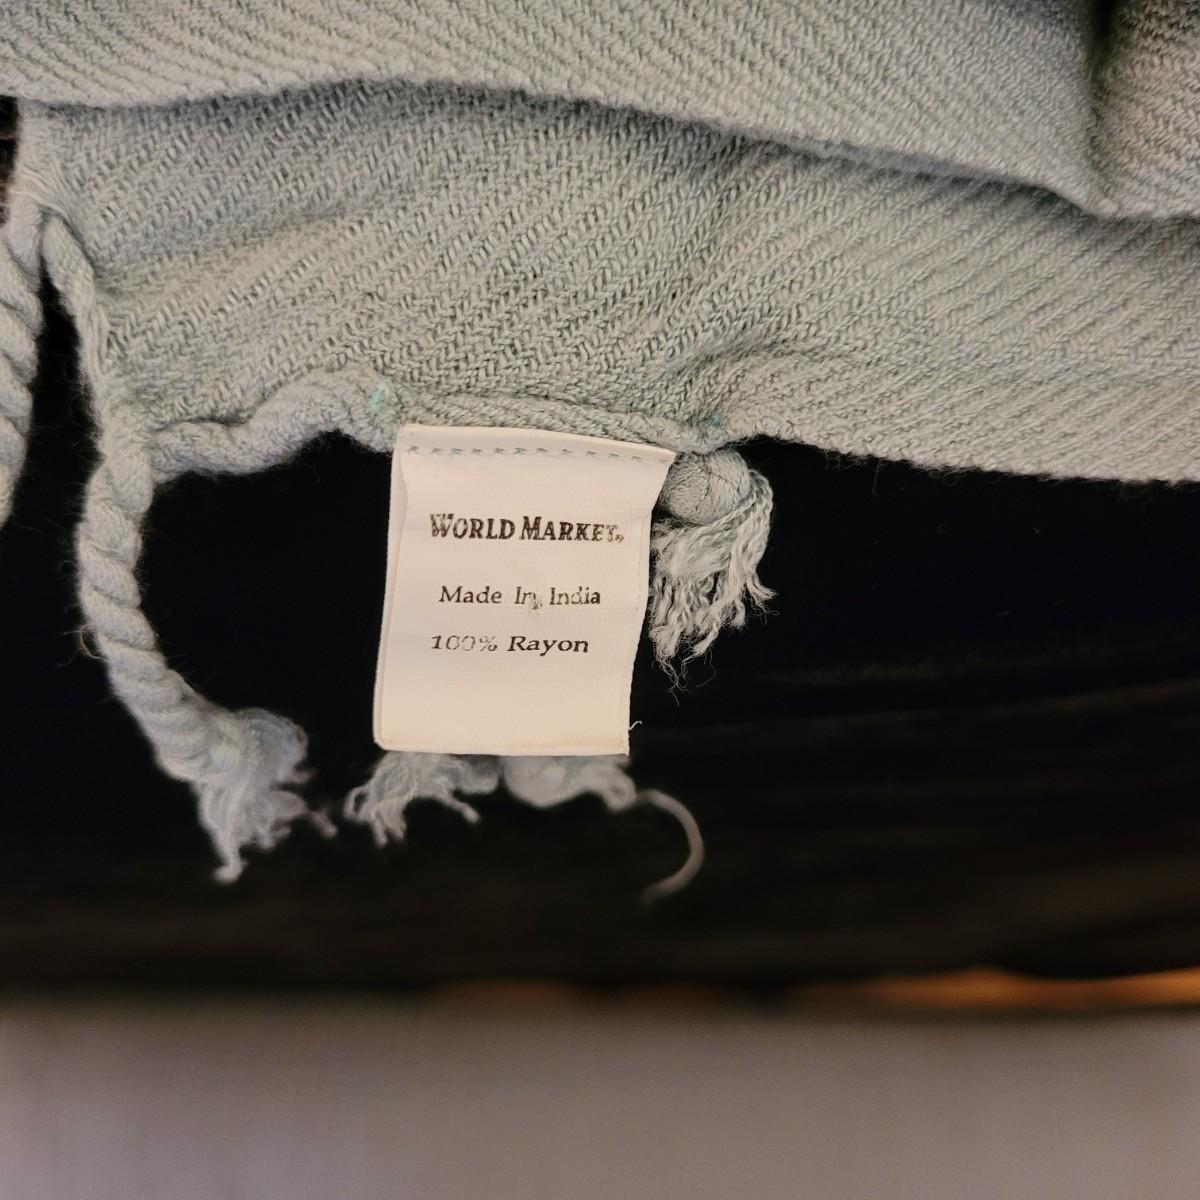 WORLD MARKET®
Made In India
100% Rayon